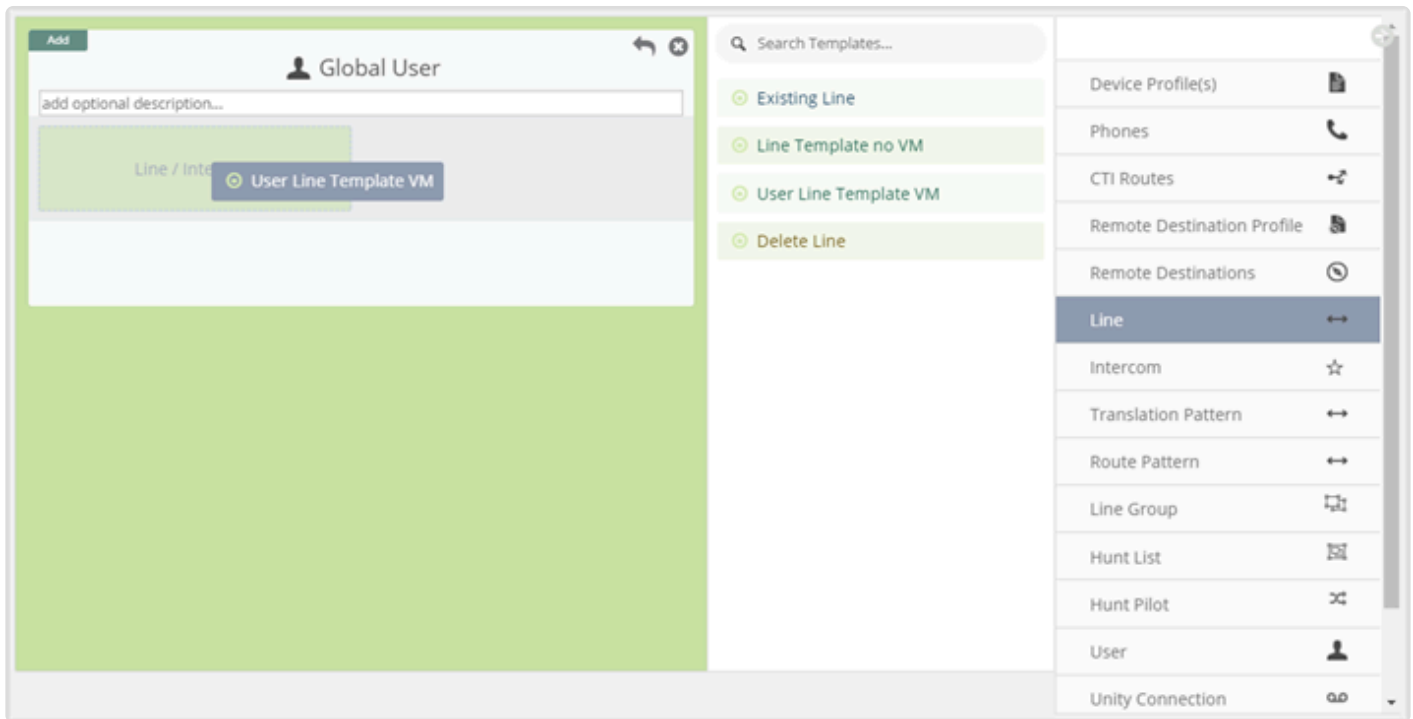 Add
Global User
add optional description...
Line / Inte
User Line Template VM
Search Templates...
Existing Line
Line Template no VM
User Line Template VM
Delete Line
Device Profile(s)
Phones
CTI Routes
Remote Destination Profile
Remote Destinations
Line
Intercom
Translation Pattern
Route Pattern
Line Group
Hunt List
Hunt Pilot
User
Unity Connection